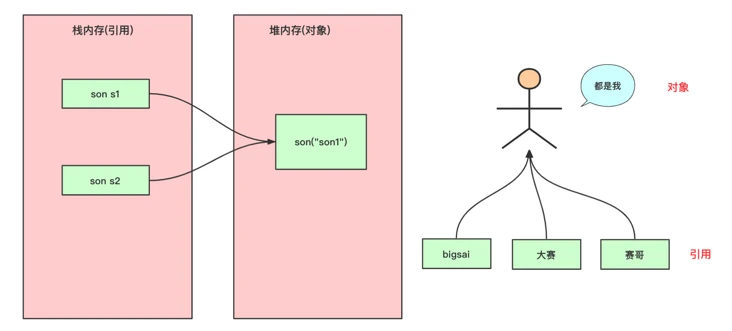 栈内存(引用)
堆内存(对象)
son s1
son s2
son("son1")
都是我
对象
bigsai
大赛
赛哥
引用